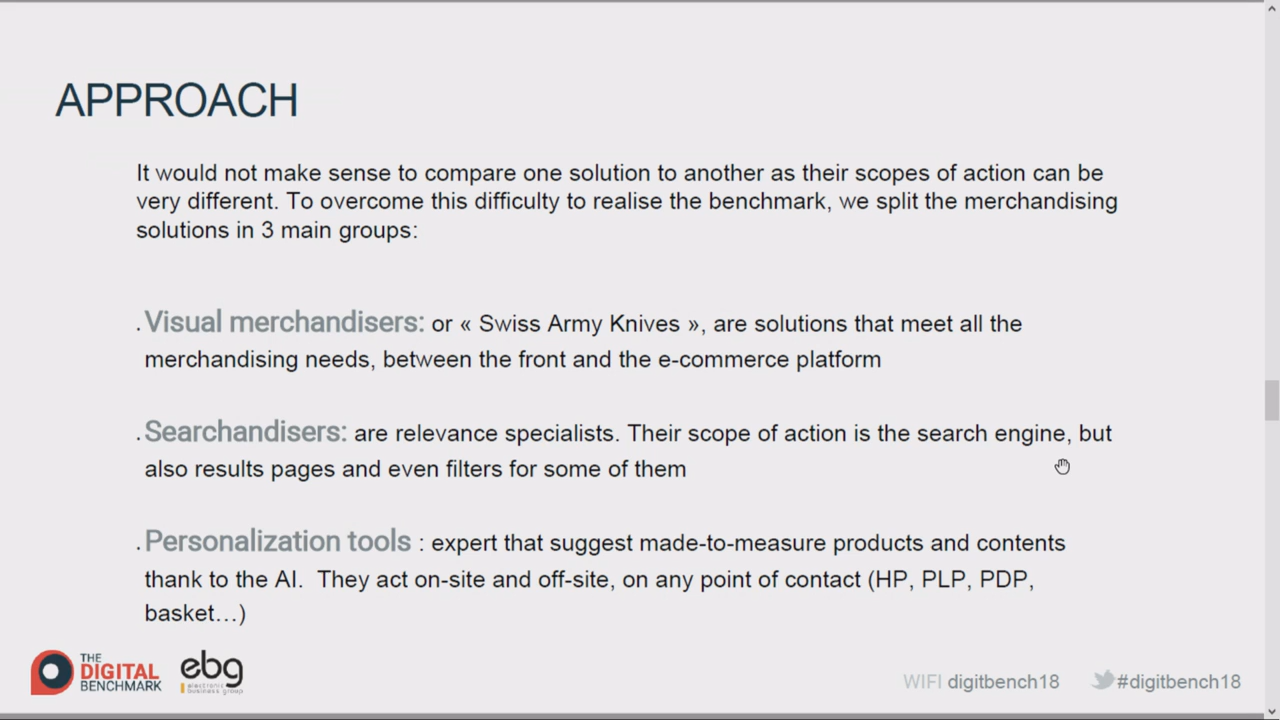 APPROACH
It would not make sense to compare one solution to another as their scopes of action can be
very different. To overcome this difficulty to realise the benchmark, we split the merchandising
solutions in 3 main groups:
.Visual merchandisers: or « Swiss Army Knives », are solutions that meet all the
merchandising needs, between the front and the e-commerce platform
.Searchandisers: are relevance specialists. Their scope of action is the search engine, but
also results pages and even filters for some of them
.Personalization tools : expert that suggest made-to-measure products and contents
thank to the AI. They act on-site and off-site, on any point of contact (HP, PLP, PDP,
basket...)
THE
DIGITAL
BENCHMARK
ebg
electronic
business group
WIFI digitbench18
#digitbench18